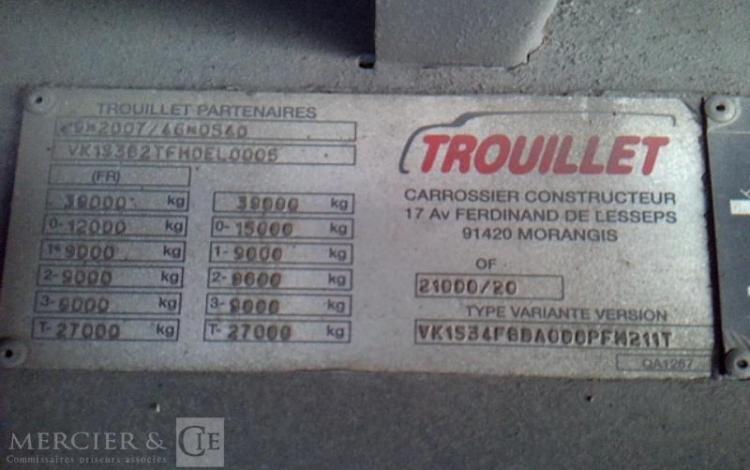 TROUILLET PARTENAIRES
e9*2007/46*0540
VK1S362TFM0EL0005
(FR)
39000 kg 39000 kg
0- 12000 kg 0- 15000 kg
1- 9000 kg 1- 9000 kg
2- 9000 kg 2- 9000 kg
3- 9000 kg 3- 9000 kg
T- 27000 kg T- 27000 kg
TROUILLET
CARROSSIER CONSTRUCTEUR
17 Av FERDINAND DE LESSEPS
91420 MORANGIS
OF
21000/20
TYPE VARIANTE VERSION
QA1267
MERCIER & CIE
Commissaires priseurs associés